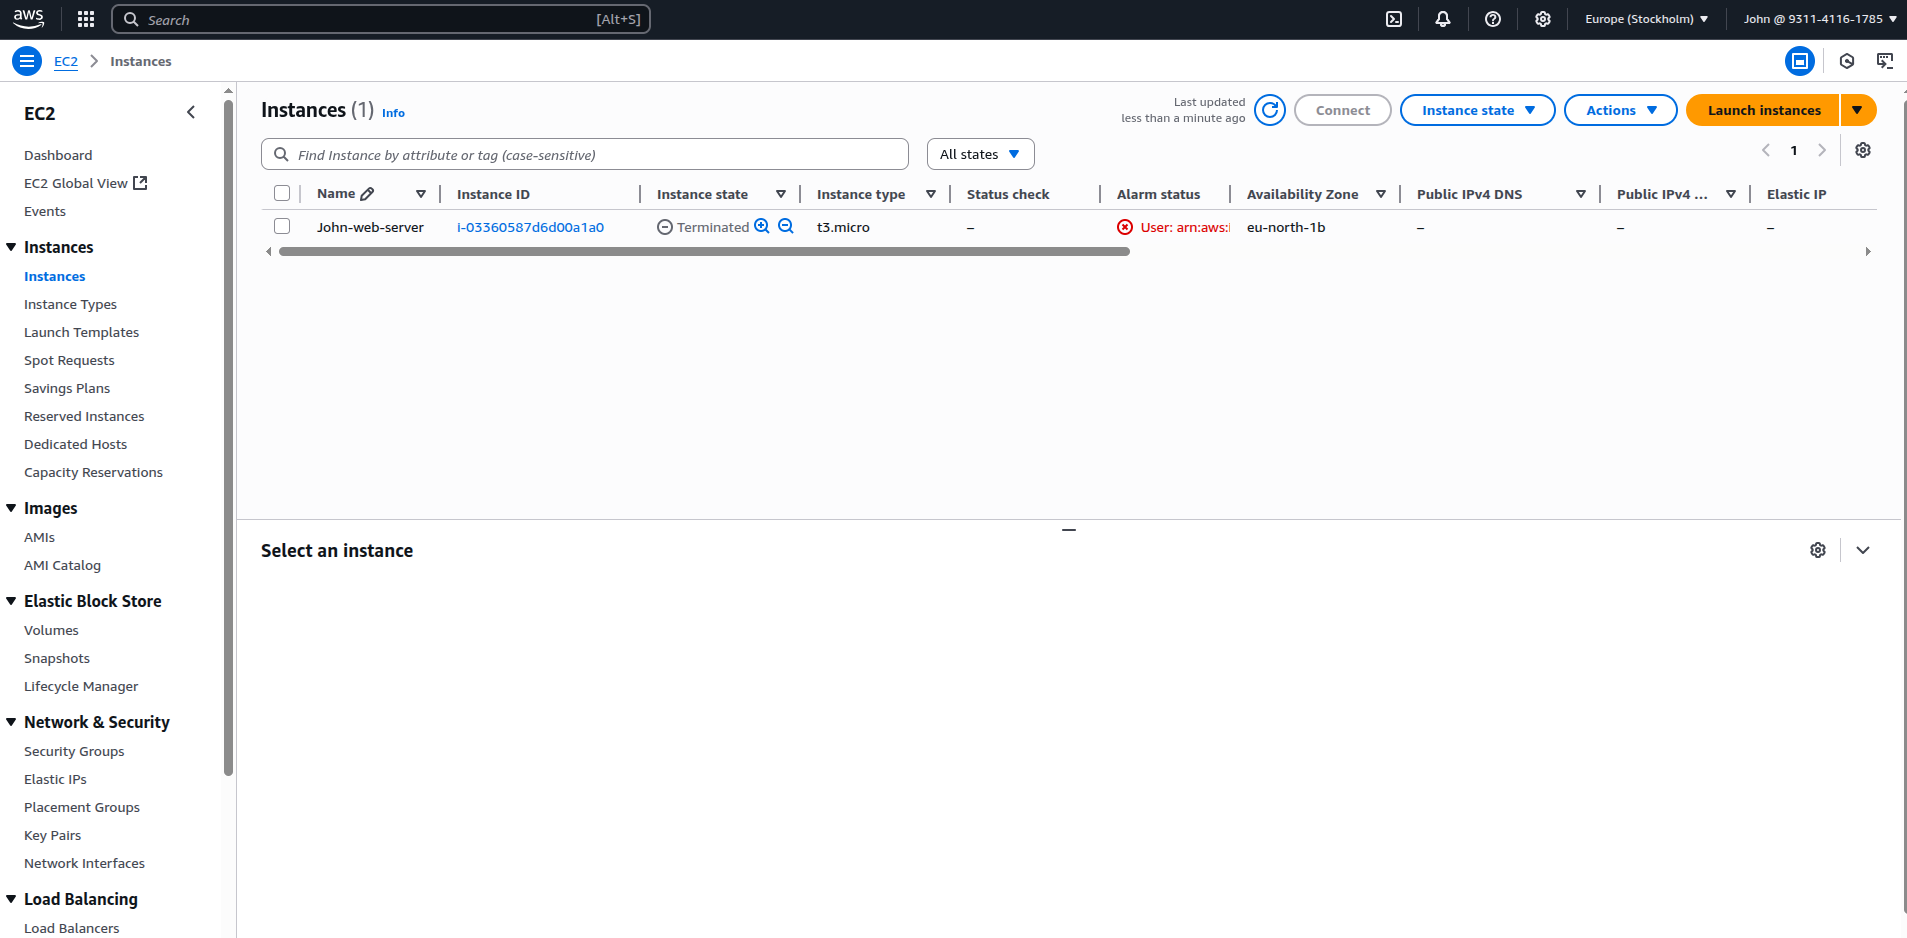 aws
Search [Alt+S]
Europe (Stockholm)
John @ 9311-4116-1785
EC2
Instances
EC2
Dashboard
EC2 Global View
Events
Instances
Instances
Instance Types
Launch Templates
Spot Requests
Savings Plans
Reserved Instances
Dedicated Hosts
Capacity Reservations
Images
AMIs
AMI Catalog
Elastic Block Store
Volumes
Snapshots
Lifecycle Manager
Network & Security
Security Groups
Elastic IPs
Placement Groups
Key Pairs
Network Interfaces
Load Balancing
Load Balancers
Instances (1) Info
Last updated
less than a minute ago
Connect
Instance state
Actions
Launch instances
Find Instance by attribute or tag (case-sensitive)
All states
1
Name Instance ID Instance state Instance type Status check Alarm status Availability Zone Public IPv4 DNS Public IPv4 ... Elastic IP
John-web-server i-03360587d6d00a1a0 Terminated t3.micro – User: arn:aws: eu-north-1b – – –
Select an instance